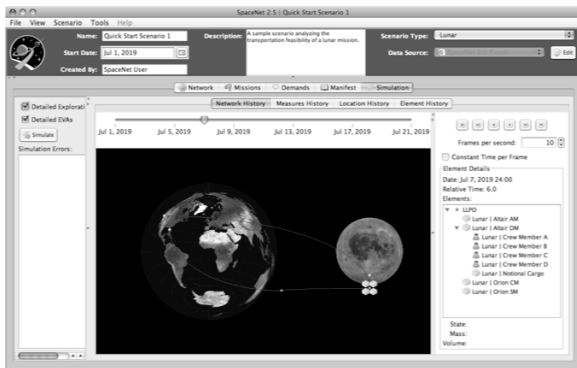 SpaceNet 2.5 | Quick Start Scenario 1
File View Scenario Tools Help
Name: Quick Start Scenario 1
Start Date: Jul 1, 2019
Created By: SpaceNet User
Description: A sample scenario analyzing the
transportation feasibility of a lunar mission.
Scenario Type: Lunar
Data Source:
Edit
Network Missions Demands Manifest Simulation
Detailed Explorati
Detailed EVAs
Simulate
Simulation Errors:
Network History Measures History Location History Element History
Jul 1, 2019 Jul 5, 2019 Jul 9, 2019 Jul 13, 2019 Jul 17, 2019 Jul 21, 2019
Frames per second: 10
Constant Time per Frame
Element Details
Date: Jul 7, 2019 24:00
Relative Time: 6.0
Elements:
LLPO
Lunar | Altair AM
Lunar | Altair DM
Lunar | Crew Member A
Lunar | Crew Member B
Lunar | Crew Member C
Lunar | Crew Member D
Lunar | Notional Cargo
Lunar | Orion CM
Lunar | Orion SM
State:
Mass:
Volume: